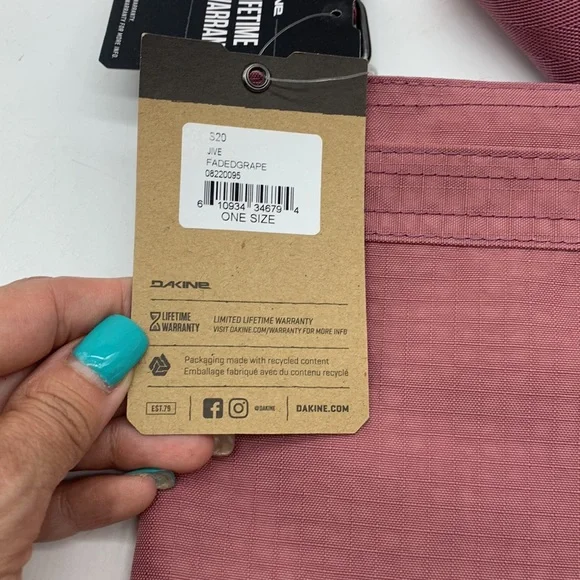 DAKINE
LIFETIME
WARRANTY
S20
JIVE
FADEDGRAPE
08220095
6 10934 34679 4
ONE SIZE
DAKINE
LIFETIME
WARRANTY
LIMITED LIFETIME WARRANTY
VISIT DAKINE.COM/WARRANTY FOR MORE INFO
Packaging made with recycled content
Emballage fabriqué avec du contenu recyclé
EST.79
@DAKINE
DAKINE.COM